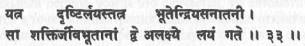 यत्र दृष्टिर्लयस्तत्र भूतेन्द्रियसनातनी ।
सा शक्तिर्जीवभूतानां द्वे अलक्ष्ये लयं गते ।। ३३ ।।